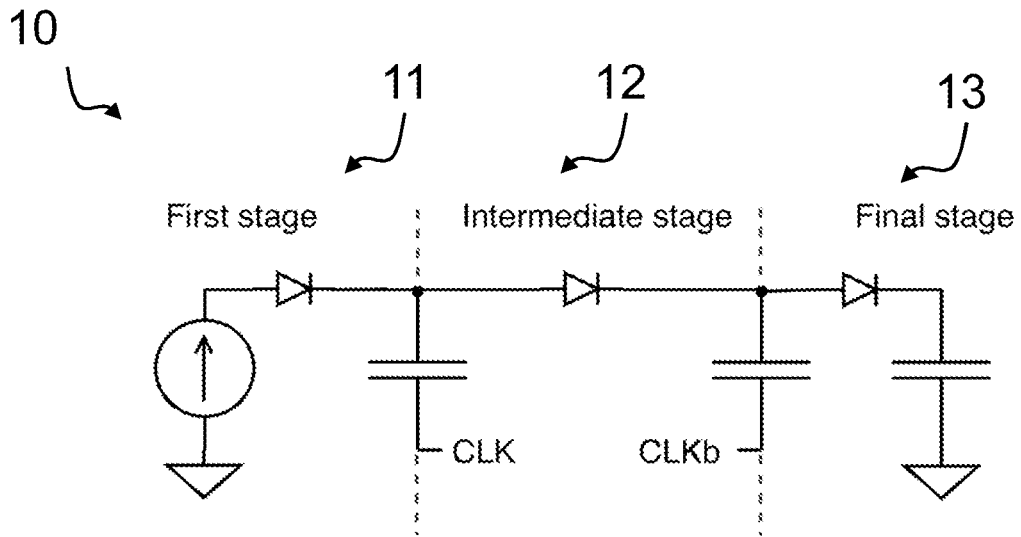 10
11
12
13
First stage
Intermediate stage
Final stage
CLK
CLKb